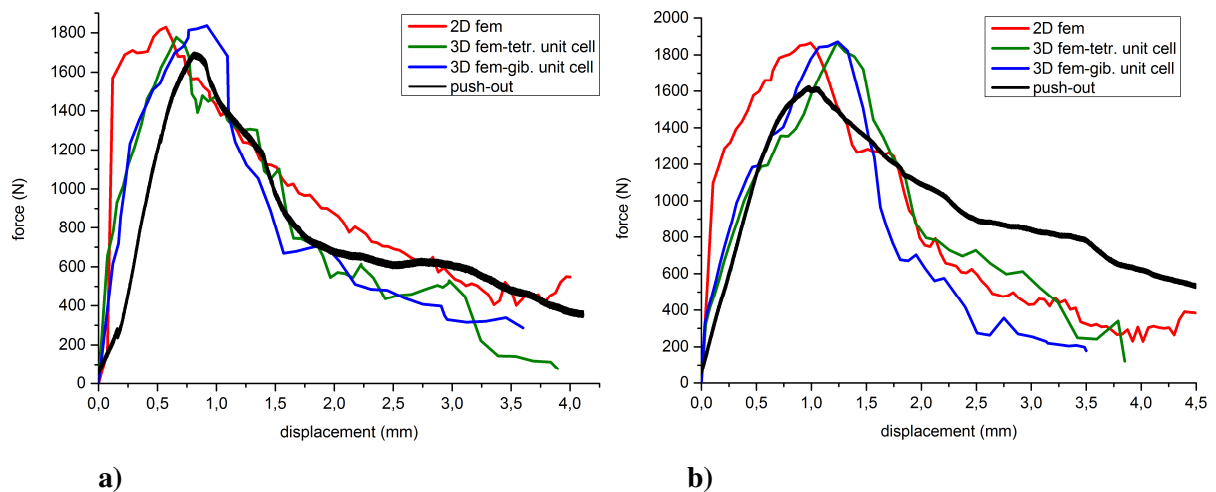 2D fem
3D fem-tetr. unit cell
3D fem-gib. unit cell
push-out
1800
1600
1400
1200
1000
800
600
400
200
0
force (N)
0,0 0,5 1,0 1,5 2,0 2,5 3,0 3,5 4,0
displacement (mm)
a)
2D fem
3D fem-tetr. unit cell
3D fem-gib. unit cell
push-out
2000
1800
1600
1400
1200
1000
800
600
400
200
0
force (N)
0,0 0,5 1,0 1,5 2,0 2,5 3,0 3,5 4,0 4,5
displacement (mm)
b)